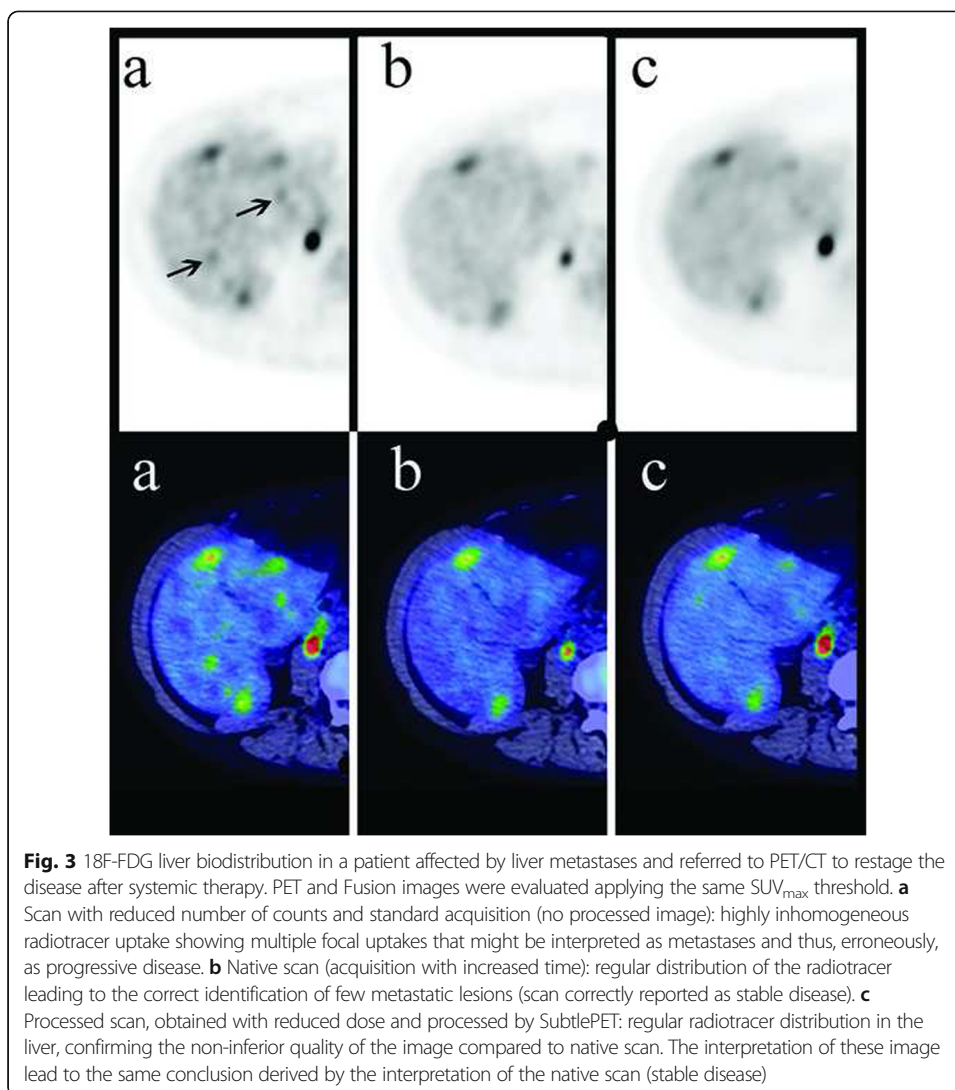 a b c
a b c
Fig. 3 18F-FDG liver biodistribution in a patient affected by liver metastases and referred to PET/CT to restage the
disease after systemic therapy. PET and Fusion images were evaluated applying the same SUVmax threshold. a
Scan with reduced number of counts and standard acquisition (no processed image): highly inhomogeneous
radiotracer uptake showing multiple focal uptakes that might be interpreted as metastases and thus, erroneously,
as progressive disease. b Native scan (acquisition with increased time): regular distribution of the radiotracer
leading to the correct identification of few metastatic lesions (scan correctly reported as stable disease). c
Processed scan, obtained with reduced dose and processed by SubtlePET: regular radiotracer distribution in the
liver, confirming the non-inferior quality of the image compared to native scan. The interpretation of these image
lead to the same conclusion derived by the interpretation of the native scan (stable disease)